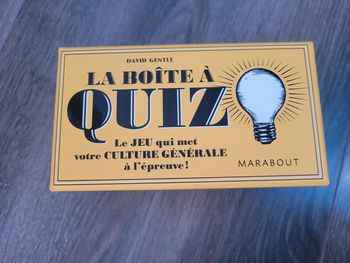 DAVID GENTLE
LA BOÎTE À
QUIZ
Le JEU qui met
votre CULTURE GÉNÉRALE
à l'épreuve !
MARABOUT